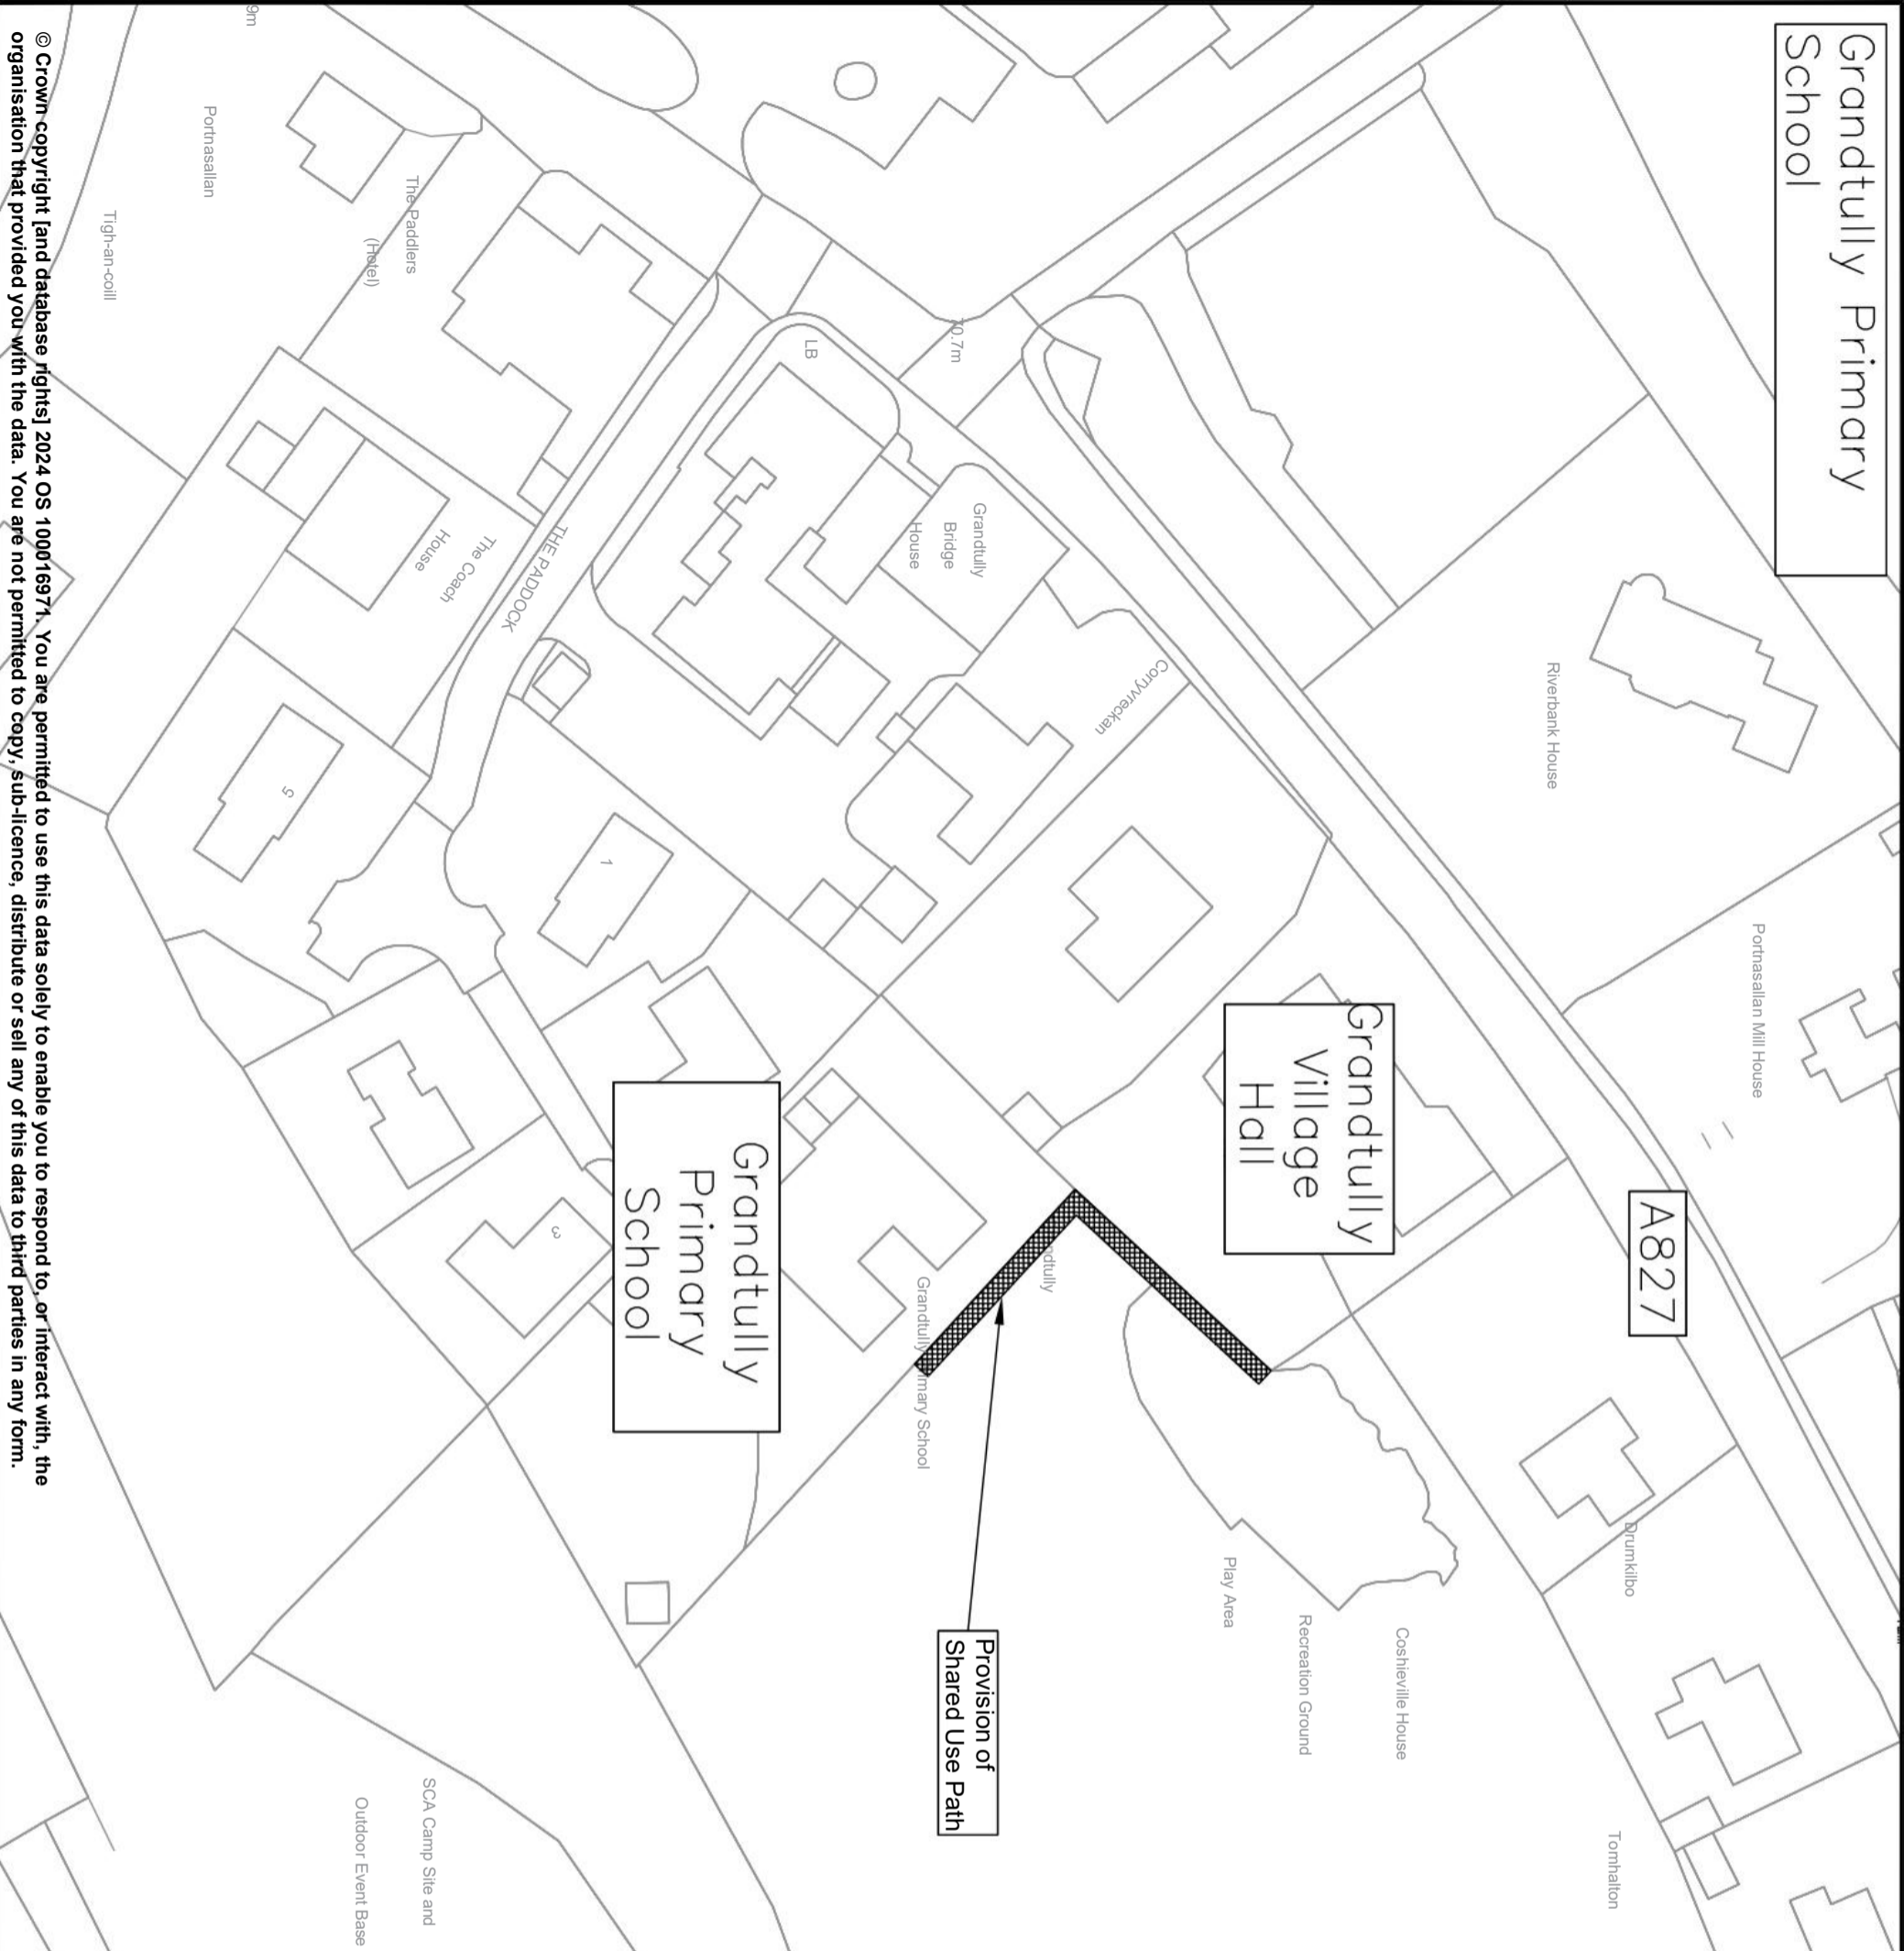 Grandtully Primary
School
Riverbank House
Portnasallan Mill House
A827
Grandtully
Village
Hall
Drumkilbo
Tomhalton
Coshieville House
Recreation Ground
Play Area
Provision of
Shared Use Path
Grandtully
Primary
School
Corryvreckan
Grandtully
Bridge
House
LB
THE PADDOCK
The Coach
House
The Paddlers
(Hotel)
Portnasallan
Tigh-an-coill
5
1
3
SCA Camp Site and
Outdoor Event Base
© Crown copyright [and database rights] 2024 OS 100016971. You are permitted to use this data solely to enable you to respond to, or interact with, the
organisation that provided you with the data. You are not permitted to copy, sub-licence, distribute or sell any of this data to third parties in any form.